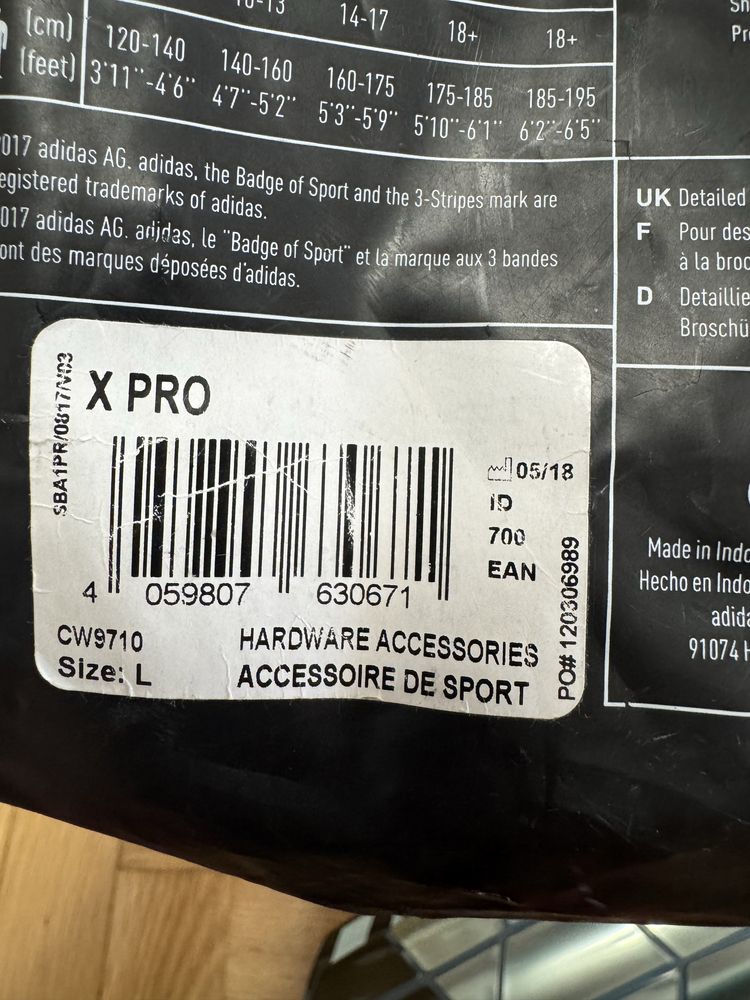 14-17 18+ 18+
(cm) 120-140 140-160 160-175 175-185 185-195
(feet) 3'11"-4'6" 4'7"-5'2" 5'3"-5'9" 5'10"-6'1" 6'2"-6'5"
2017 adidas AG. adidas, the Badge of Sport and the 3-Stripes mark are
registered trademarks of adidas.
2017 adidas AG. adidas, le "Badge of Sport" et la marque aux 3 bandes
sont des marques déposées d'adidas.
UK Detailed
F Pour des
à la broc
D Detaillie
Broschü
SBA1PR/0817/V03
X PRO
05/18
ID
700
EAN
4 059807 630671
CW9710
Size: L
HARDWARE ACCESSORIES
ACCESSOIRE DE SPORT
PO# 120306989
Made in Indo
Hecho en Indo
adida
91074 H